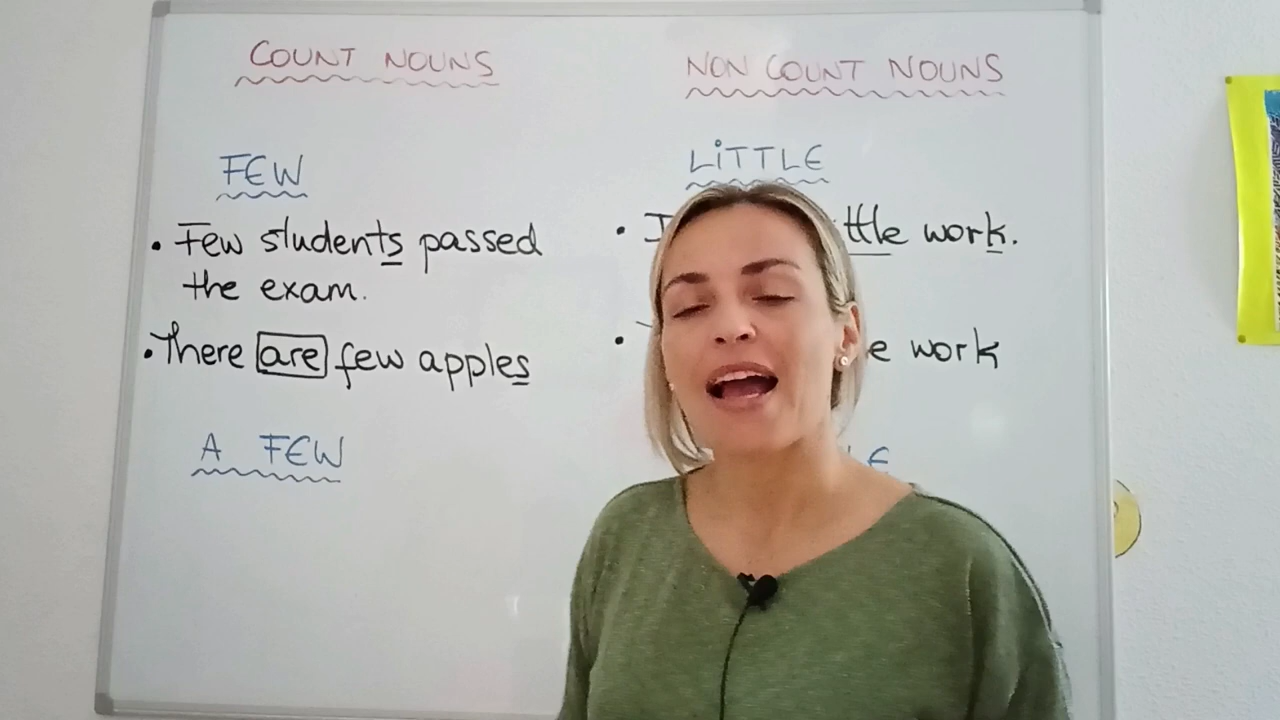 COUNT NOUNS
FEW
• Few students passed
the exam.
• There are few apples
A FEW
NON COUNT NOUNS
LiTTLE
• I work.
• work